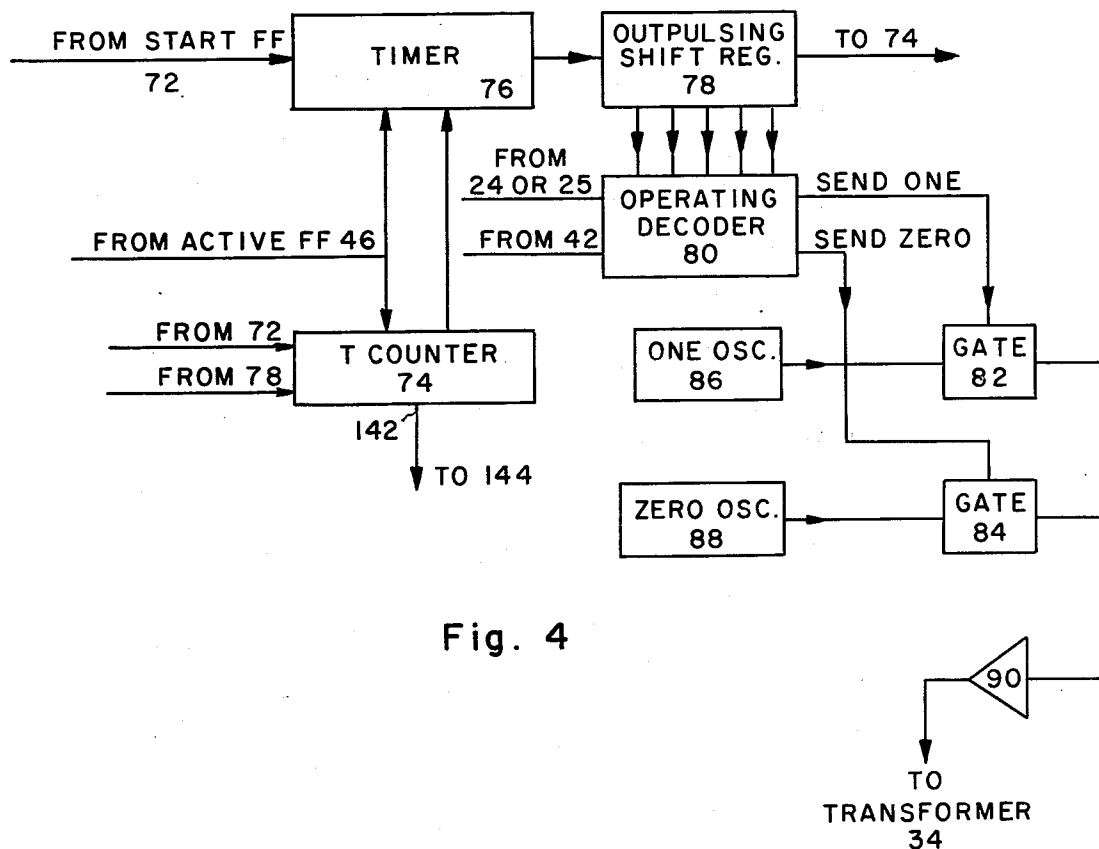 FROM START FF
72
TIMER
76
OUTPULSING
SHIFT REG.
78
TO 74
FROM
24 OR 25
FROM 42
OPERATING
DECODER
80
SEND ONE
SEND ZERO
FROM ACTIVE FF 46
FROM 72
FROM 78
T COUNTER
74
142
TO 144
ONE OSC.
86
GATE
82
ZERO OSC.
88
GATE
84
Fig. 4
90
TO
TRANSFORMER
34